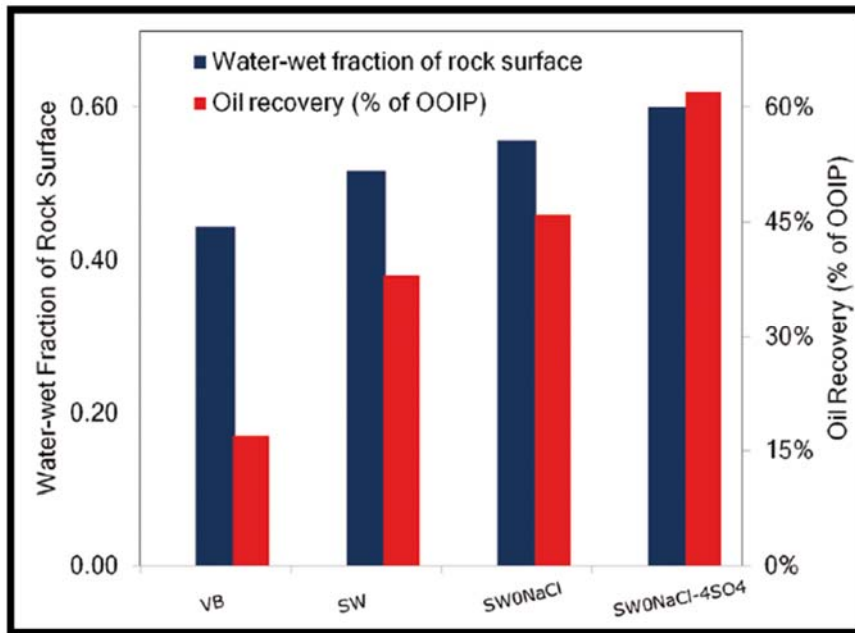 Water-wet fraction of rock surface
Oil recovery (% of OOIP)
Water-wet Fraction of Rock Surface
0.60
0.40
0.20
0.00
60%
45%
30%
15%
0%
Oil Recovery (% of OOIP)
VB
SW
SW0NaCl
SW0NaCl-4SO4